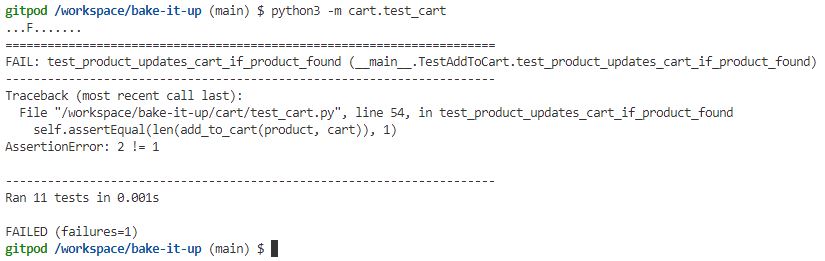 gitpod /workspace/bake-it-up (main) $ python3 -m cart.test_cart
...F.......
======================================================================
FAIL: test_product_updates_cart_if_product_found (__main__.TestAddToCart.test_product_updates_cart_if_product_found)
----------------------------------------------------------------------
Traceback (most recent call last):
  File "/workspace/bake-it-up/cart/test_cart.py", line 54, in test_product_updates_cart_if_product_found
    self.assertEqual(len(add_to_cart(product, cart)), 1)
AssertionError: 2 != 1
----------------------------------------------------------------------
Ran 11 tests in 0.001s
FAILED (failures=1)
gitpod /workspace/bake-it-up (main) $